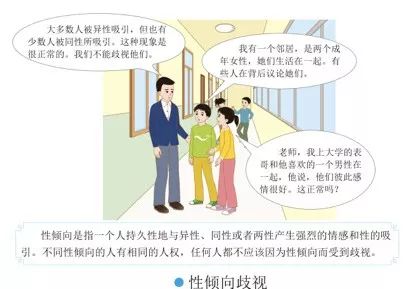 大多数人被异性吸引，但也有
少数人被同性所吸引。这种现象是
很正常的。我们不能歧视他们。
我有一个邻居，是两个成
年女性，她们生活在一起。有
些人在背后议论她们。
老师，我上大学的表
哥和他喜欢的一个男性在
一起，他说，他们彼此感
情很好。这正常吗？
性倾向是指一个人持久性地与异性、同性或者两性产生强烈的情感和性的吸
引。不同性倾向的人有相同的人权，任何人都不应该因为性倾向而受到歧视。
● 性倾向歧视